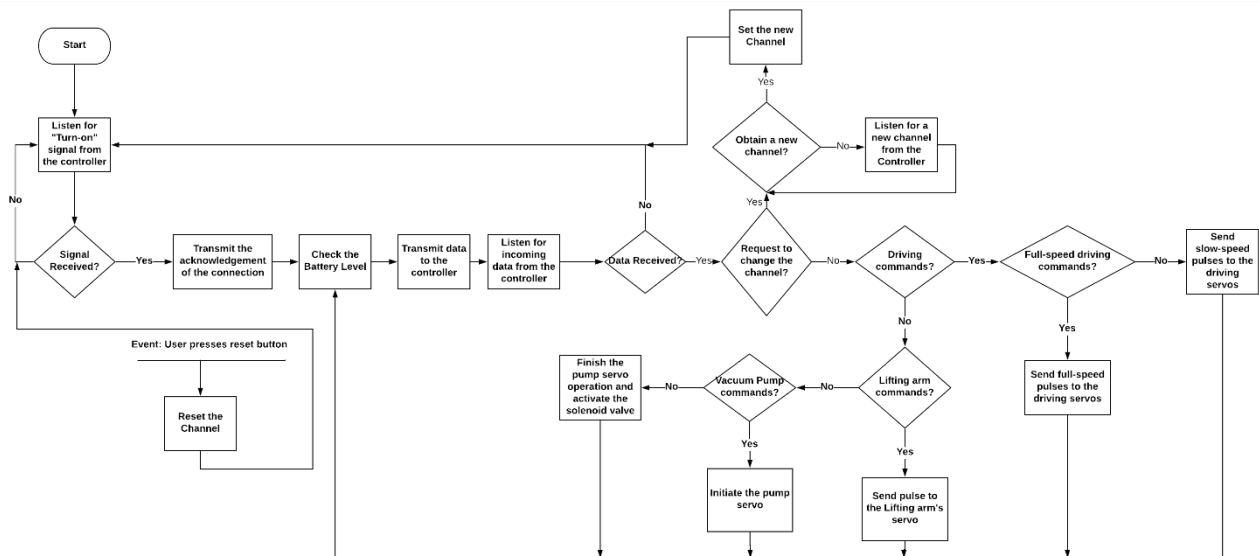 Start
Set the new
Channel
Yes
Listen for
"Turn-on"
signal from
the controller
Obtain a new
channel?
No
Listen for a
new channel
from the
Controller
No
No
Yes
Signal
Received?
Yes
Transmit the
acknowledgement
of the connection
Check the
Battery Level
Transmit data
to the
controller
Listen for
incoming
data from the
controller
Data Received?
Yes
Request to
change the
channel?
No
Driving
commands?
Yes
Full-speed driving
commands?
No
Send
slow-speed
pulses to the
driving
servos
No
Yes
Event: User presses reset button
Reset the
Channel
Finish the
pump servo
operation and
activate the
solenoid valve
No
Vacuum Pump
commands?
No
Lifting arm
commands?
Send full-speed
pulses to the
driving servos
Yes
Yes
Initiate the pump
servo
Send pulse to
the Lifting arm's
servo